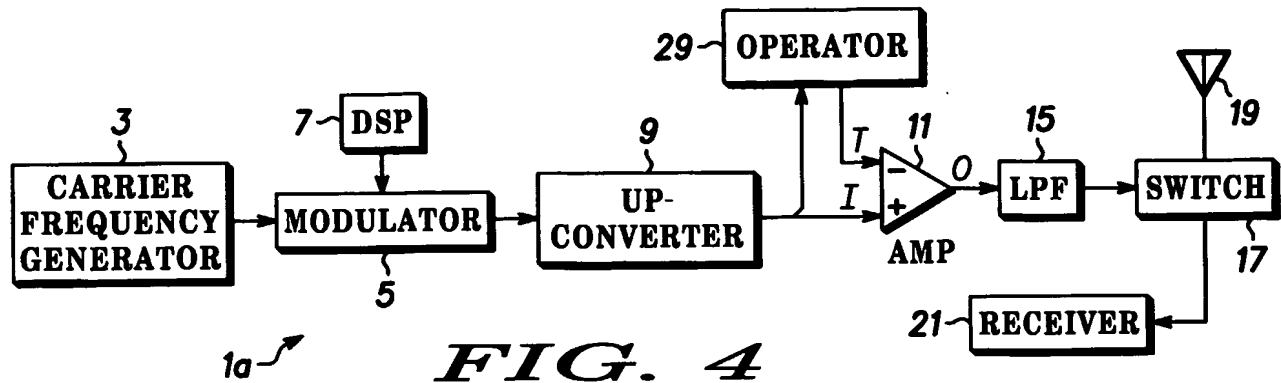 29
OPERATOR
19
3
7
DSP
9
T
11
15
CARRIER
FREQUENCY
GENERATOR
MODULATOR
UP-
CONVERTER
I
−
+
O
LPF
SWITCH
AMP
17
5
21
RECEIVER
1a
FIG. 4